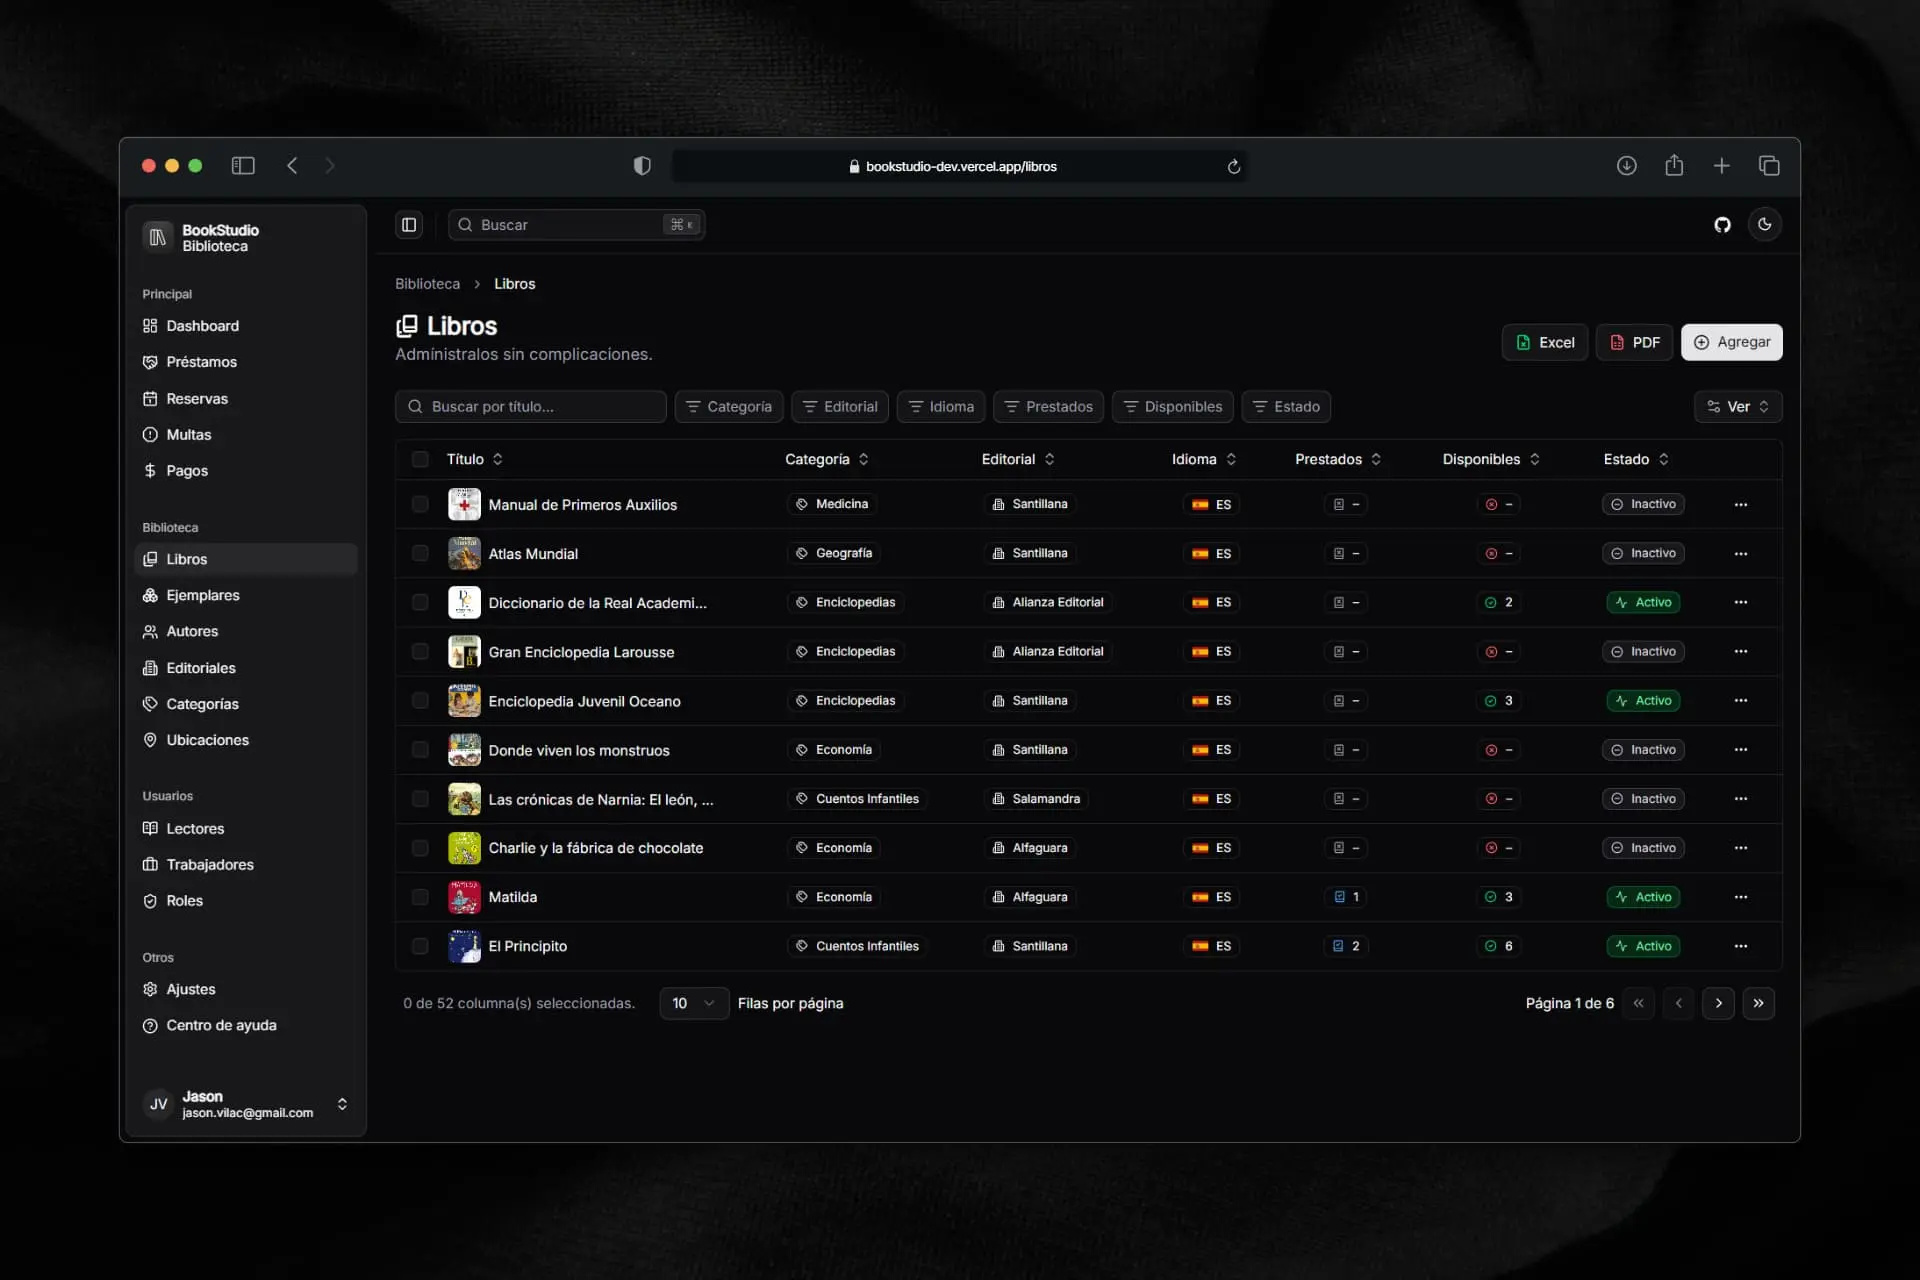 bookstudio-dev.vercel.app/libros
BookStudio
Biblioteca
Buscar
⌘ K
Principal
Dashboard
Préstamos
Reservas
Multas
Pagos
Biblioteca
Libros
Ejemplares
Autores
Editoriales
Categorías
Ubicaciones
Usuarios
Lectores
Trabajadores
Roles
Otros
Ajustes
Centro de ayuda
JV
Jason
jason.vilac@gmail.com
Biblioteca > Libros
Libros
Adminístralos sin complicaciones.
Excel PDF Agregar
Buscar por título... Categoría Editorial Idioma Prestados Disponibles Estado Ver
Título Categoría Editorial Idioma Prestados Disponibles Estado
Manual de Primeros Auxilios Medicina Santillana ES – – Inactivo
Atlas Mundial Geografía Santillana ES – – Inactivo
Diccionario de la Real Academi... Enciclopedias Alianza Editorial ES – 2 Activo
Gran Enciclopedia Larousse Enciclopedias Alianza Editorial ES – – Inactivo
Enciclopedia Juvenil Oceano Enciclopedias Santillana ES – 3 Activo
Donde viven los monstruos Economía Santillana ES – – Inactivo
Las crónicas de Narnia: El león, ... Cuentos Infantiles Salamandra ES – – Inactivo
Charlie y la fábrica de chocolate Economía Alfaguara ES – – Inactivo
Matilda Economía Alfaguara ES 1 3 Activo
El Principito Cuentos Infantiles Santillana ES 2 6 Activo
0 de 52 columna(s) seleccionadas. 10 Filas por página Página 1 de 6